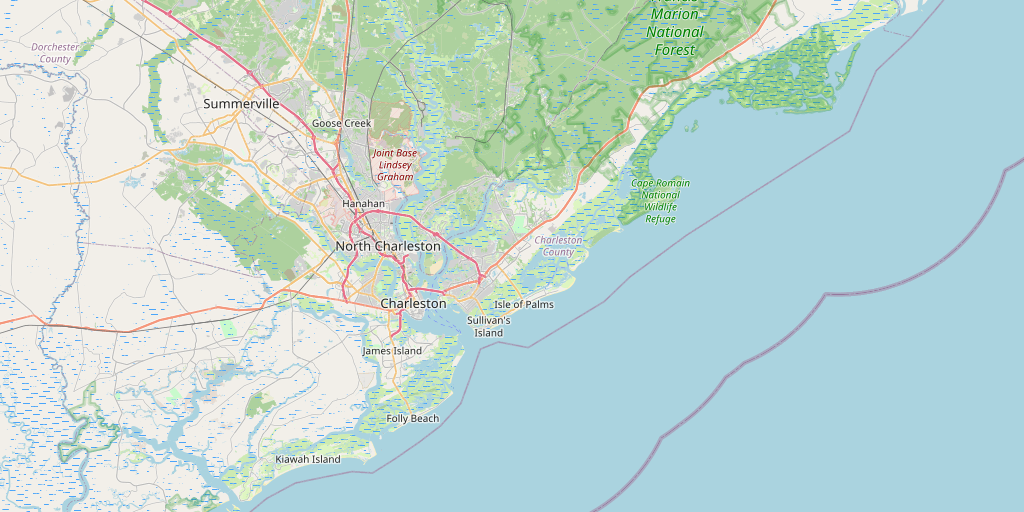 Francis
Marion
National
Forest
Dorchester
County
Summerville
Goose Creek
Joint Base
Lindsey
Graham
Cape Romain
National
Wildlife
Refuge
Hanahan
North Charleston
Charleston
County
Charleston
Isle of Palms
Sullivan's
Island
James Island
Folly Beach
Kiawah Island